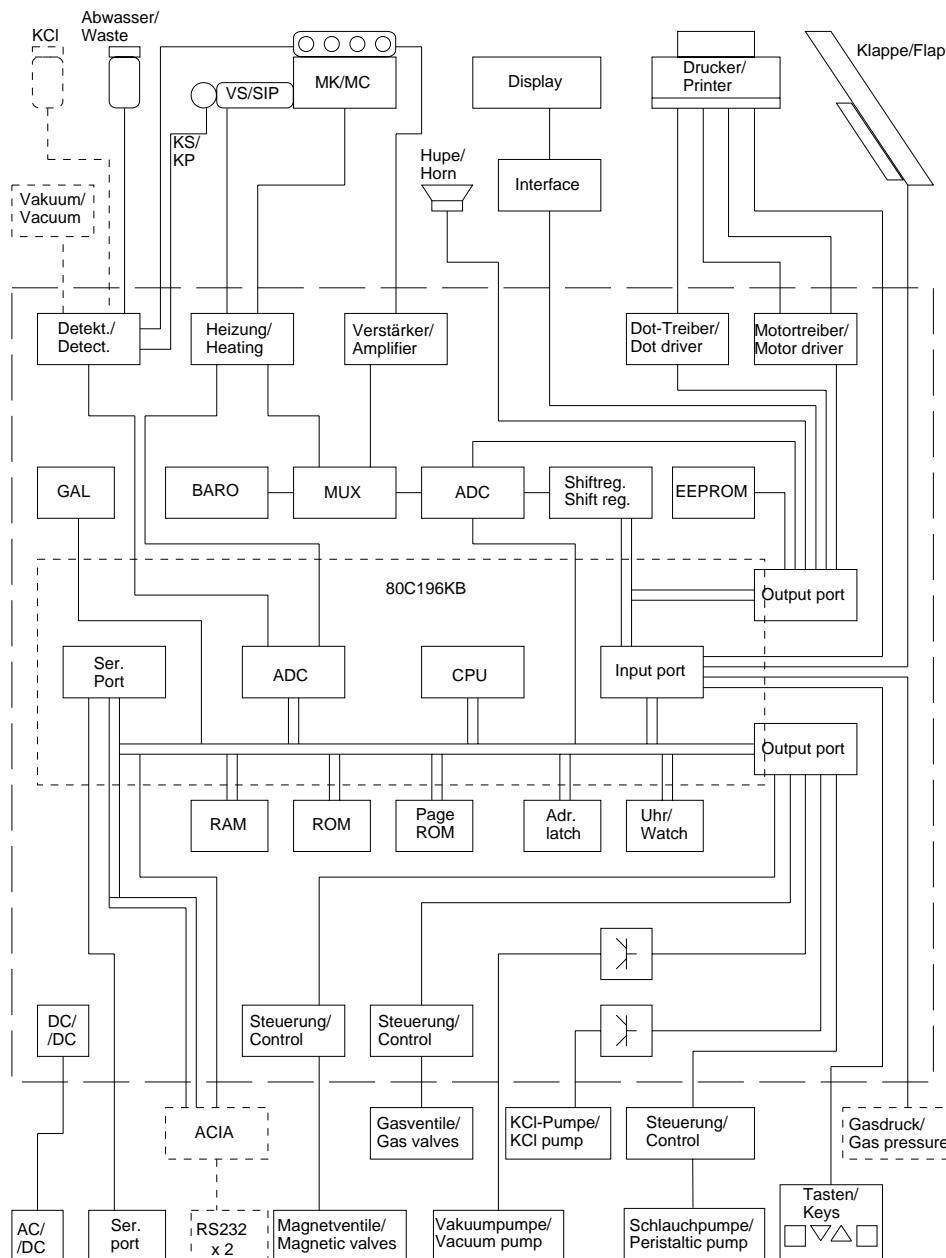 Abwasser/
Waste
KCl
VS/SIP
MK/MC
KS/
KP
Display
Drucker/
Printer
Klappe/Flap
Hupe/
Horn
Interface
Vakuum/
Vacuum
Detekt./
Detect.
Heizung/
Heating
Verstärker/
Amplifier
Dot-Treiber/
Dot driver
Motortreiber/
Motor driver
GAL
BARO
MUX
ADC
Shiftreg.
Shift reg.
EEPROM
80C196KB
Output port
Ser.
Port
ADC
CPU
Input port
Output port
RAM
ROM
Page
ROM
Adr.
latch
Uhr/
Watch
DC/
/DC
Steuerung/
Control
Steuerung/
Control
ACIA
Gasventile/
Gas valves
KCl-Pumpe/
KCl pump
Steuerung/
Control
Gasdruck/
Gas pressure
AC/
/DC
Ser.
port
RS232
x 2
Magnetventile/
Magnetic valves
Vakuumpumpe/
Vacuum pump
Schlauchpumpe/
Peristaltic pump
Tasten/
Keys